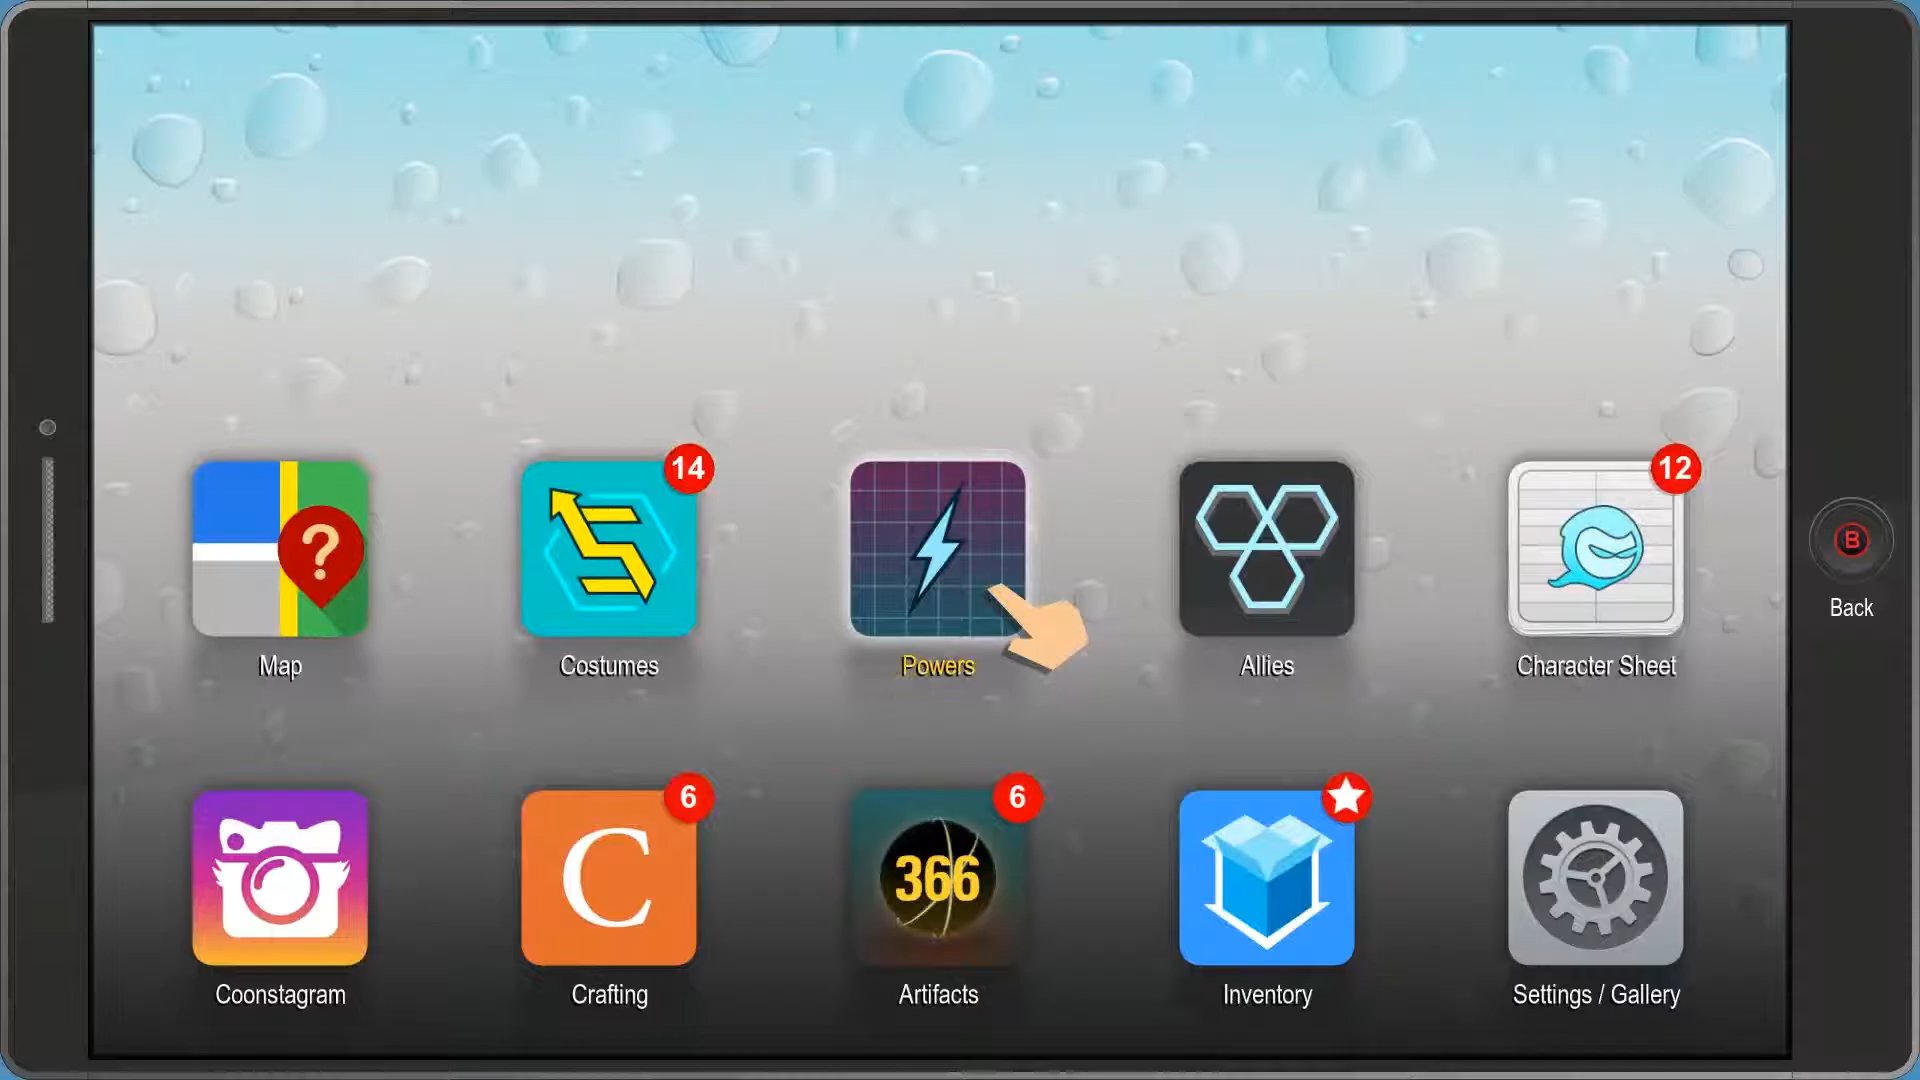 14
12
?
Map
Costumes
Powers
Allies
Character Sheet
B
Back
6
6
C
366
Coonstagram
Crafting
Artifacts
Inventory
Settings / Gallery